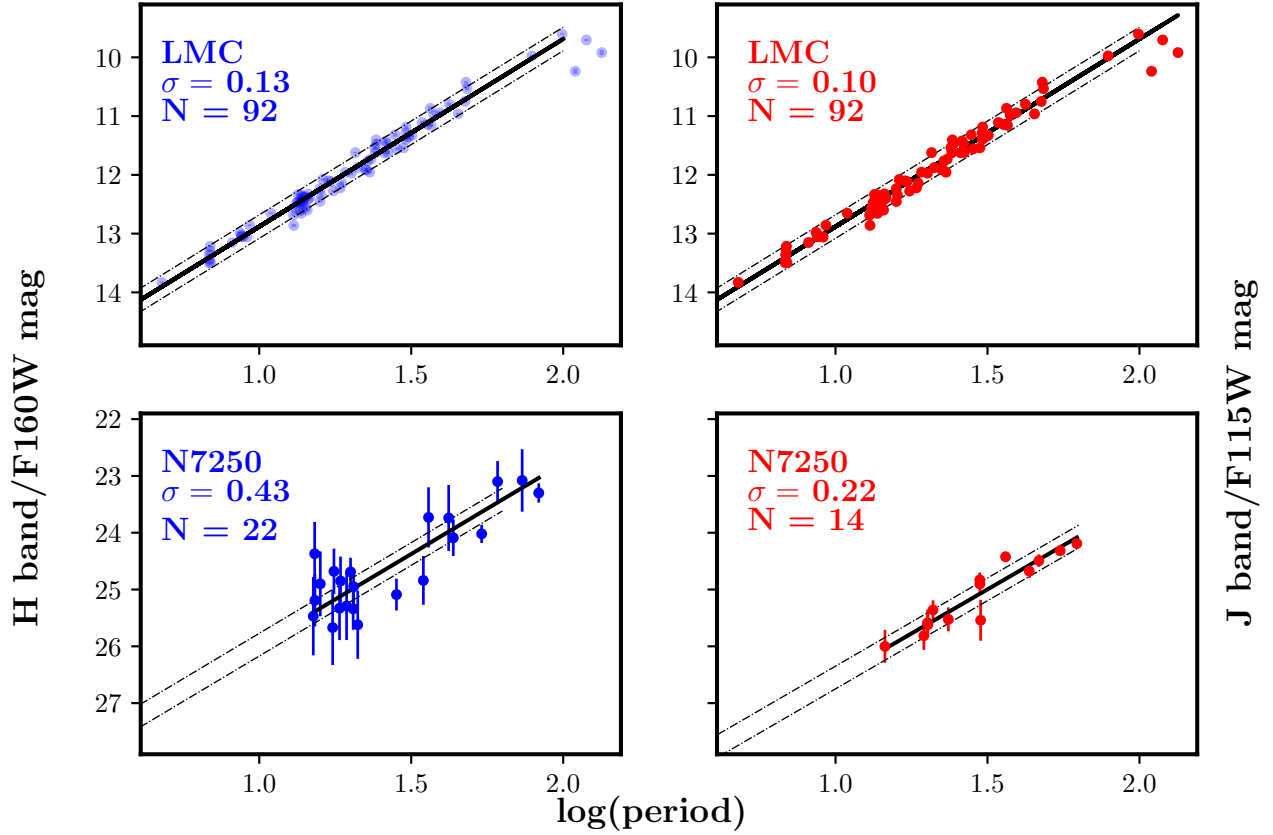 LMC
σ = 0.13
N = 92
10
11
12
13
14
1.0
1.5
2.0
LMC
σ = 0.10
N = 92
10
11
12
13
14
1.0
1.5
2.0
H band/F160W mag
J band/F115W mag
N7250
σ = 0.43
N = 22
22
23
24
25
26
27
1.0
1.5
2.0
N7250
σ = 0.22
N = 14
1.0
1.5
2.0
log(period)